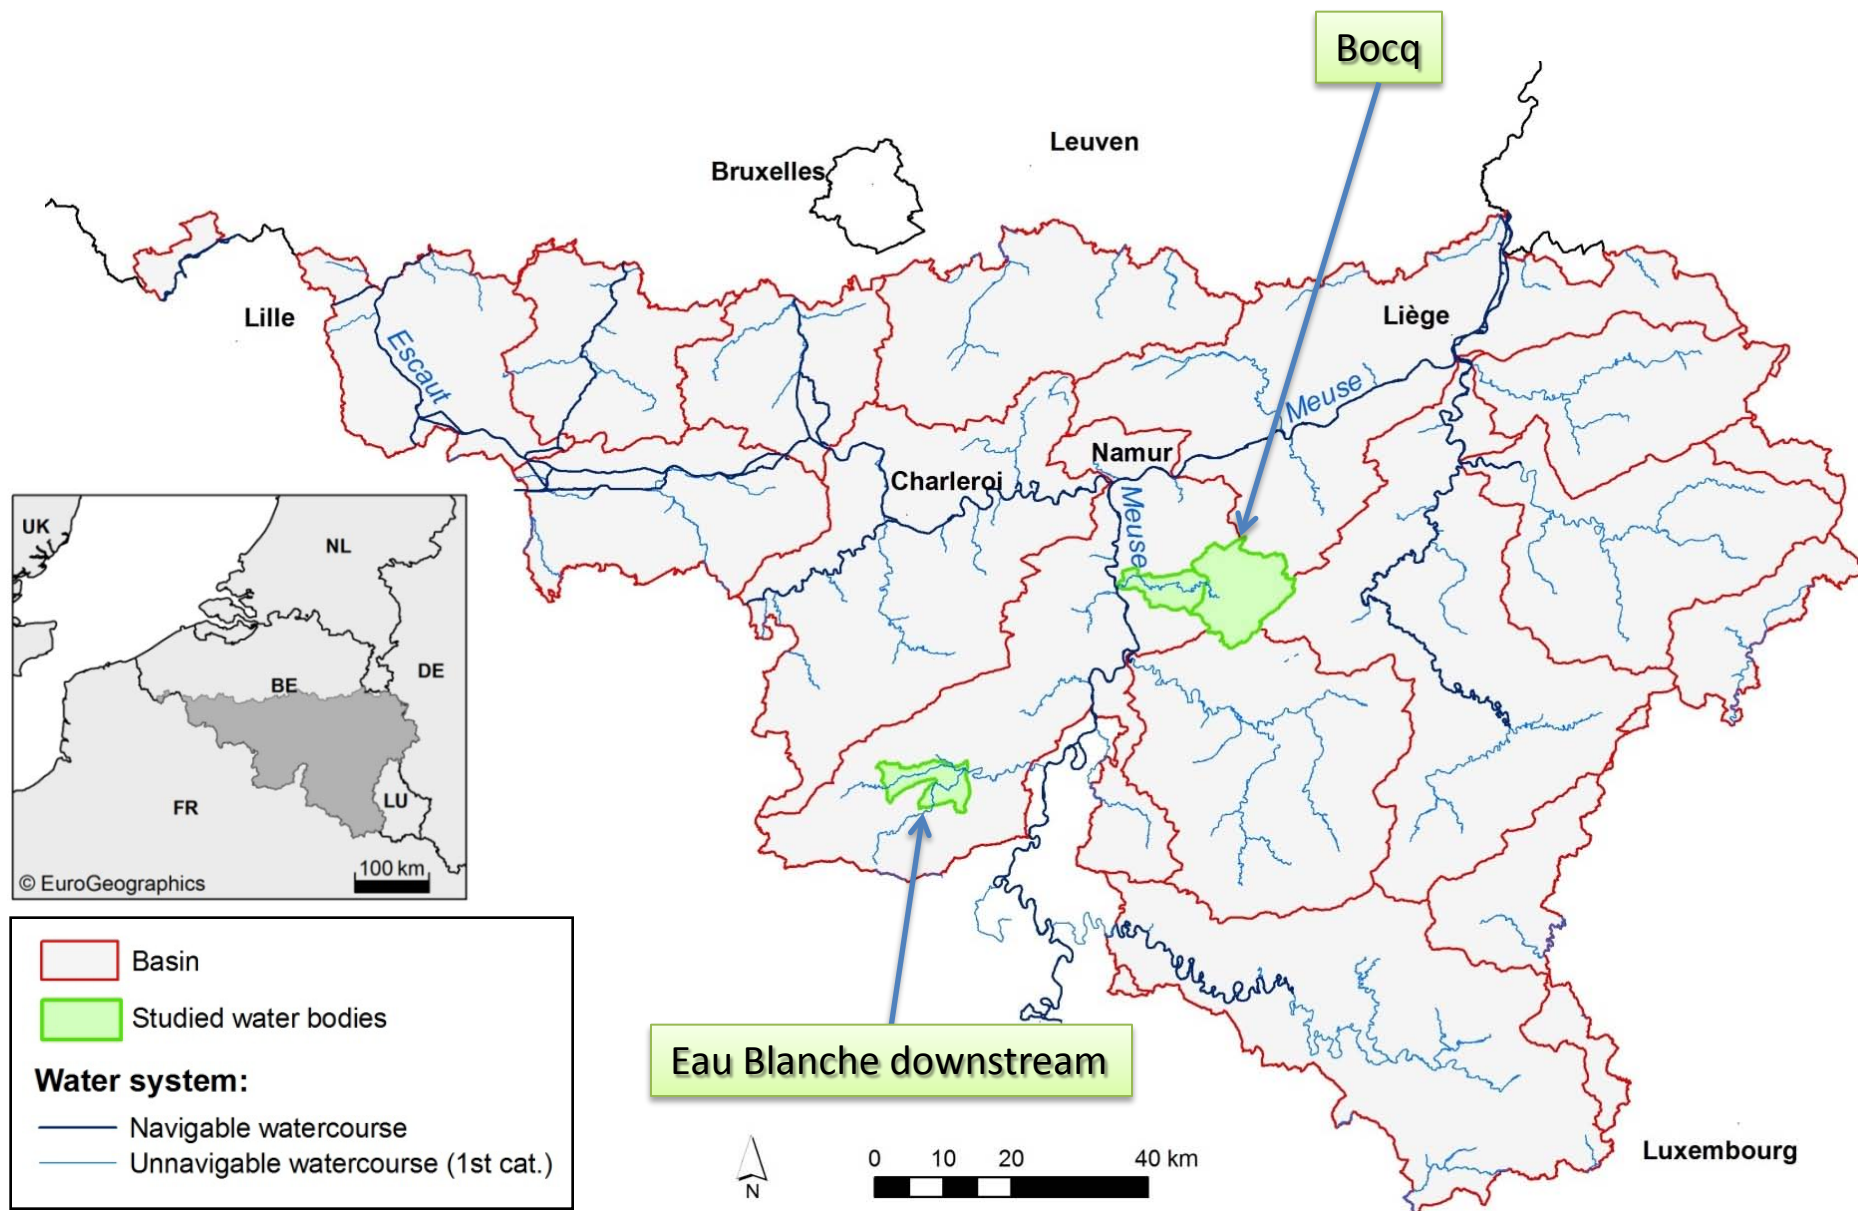 Bocq
Leuven
Bruxelles
Lille
Liège
Escaut
Meuse
Namur
Charleroi
Meuse
UK
NL
BE
DE
FR
LU
100 km
© EuroGeographics
Basin
Studied water bodies
Water system:
Navigable watercourse
Unnavigable watercourse (1st cat.)
Eau Blanche downstream
N
0 10 20 40 km
Luxembourg